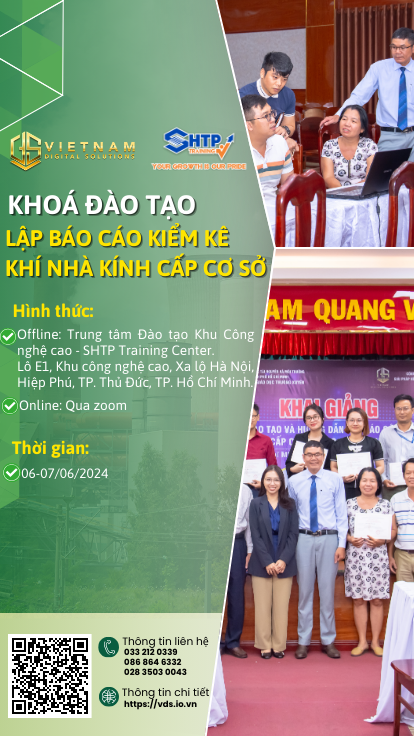 VIETNAM
DIGITAL SOLUTIONS
SHTP
TRAINING
YOUR GROWTH IS OUR PRIDE
KHOÁ ĐÀO TẠO
LẬP BÁO CÁO KIỂM KÊ
KHÍ NHÀ KÍNH CẤP CƠ SỞ
Hình thức:
Offline: Trung tâm Đào tạo Khu Công
nghệ cao - SHTP Training Center.
Lô E1, Khu công nghệ cao, Xa lộ Hà Nội,
Hiệp Phú, TP. Thủ Đức, TP. Hồ Chí Minh.
Online: Qua zoom
Thời gian:
06-07/06/2024
AM QUANG V
KHAI GIẢNG
Thông tin liên hệ
033 212 0339
086 864 6332
028 3503 0043
Thông tin chi tiết
https://vds.io.vn